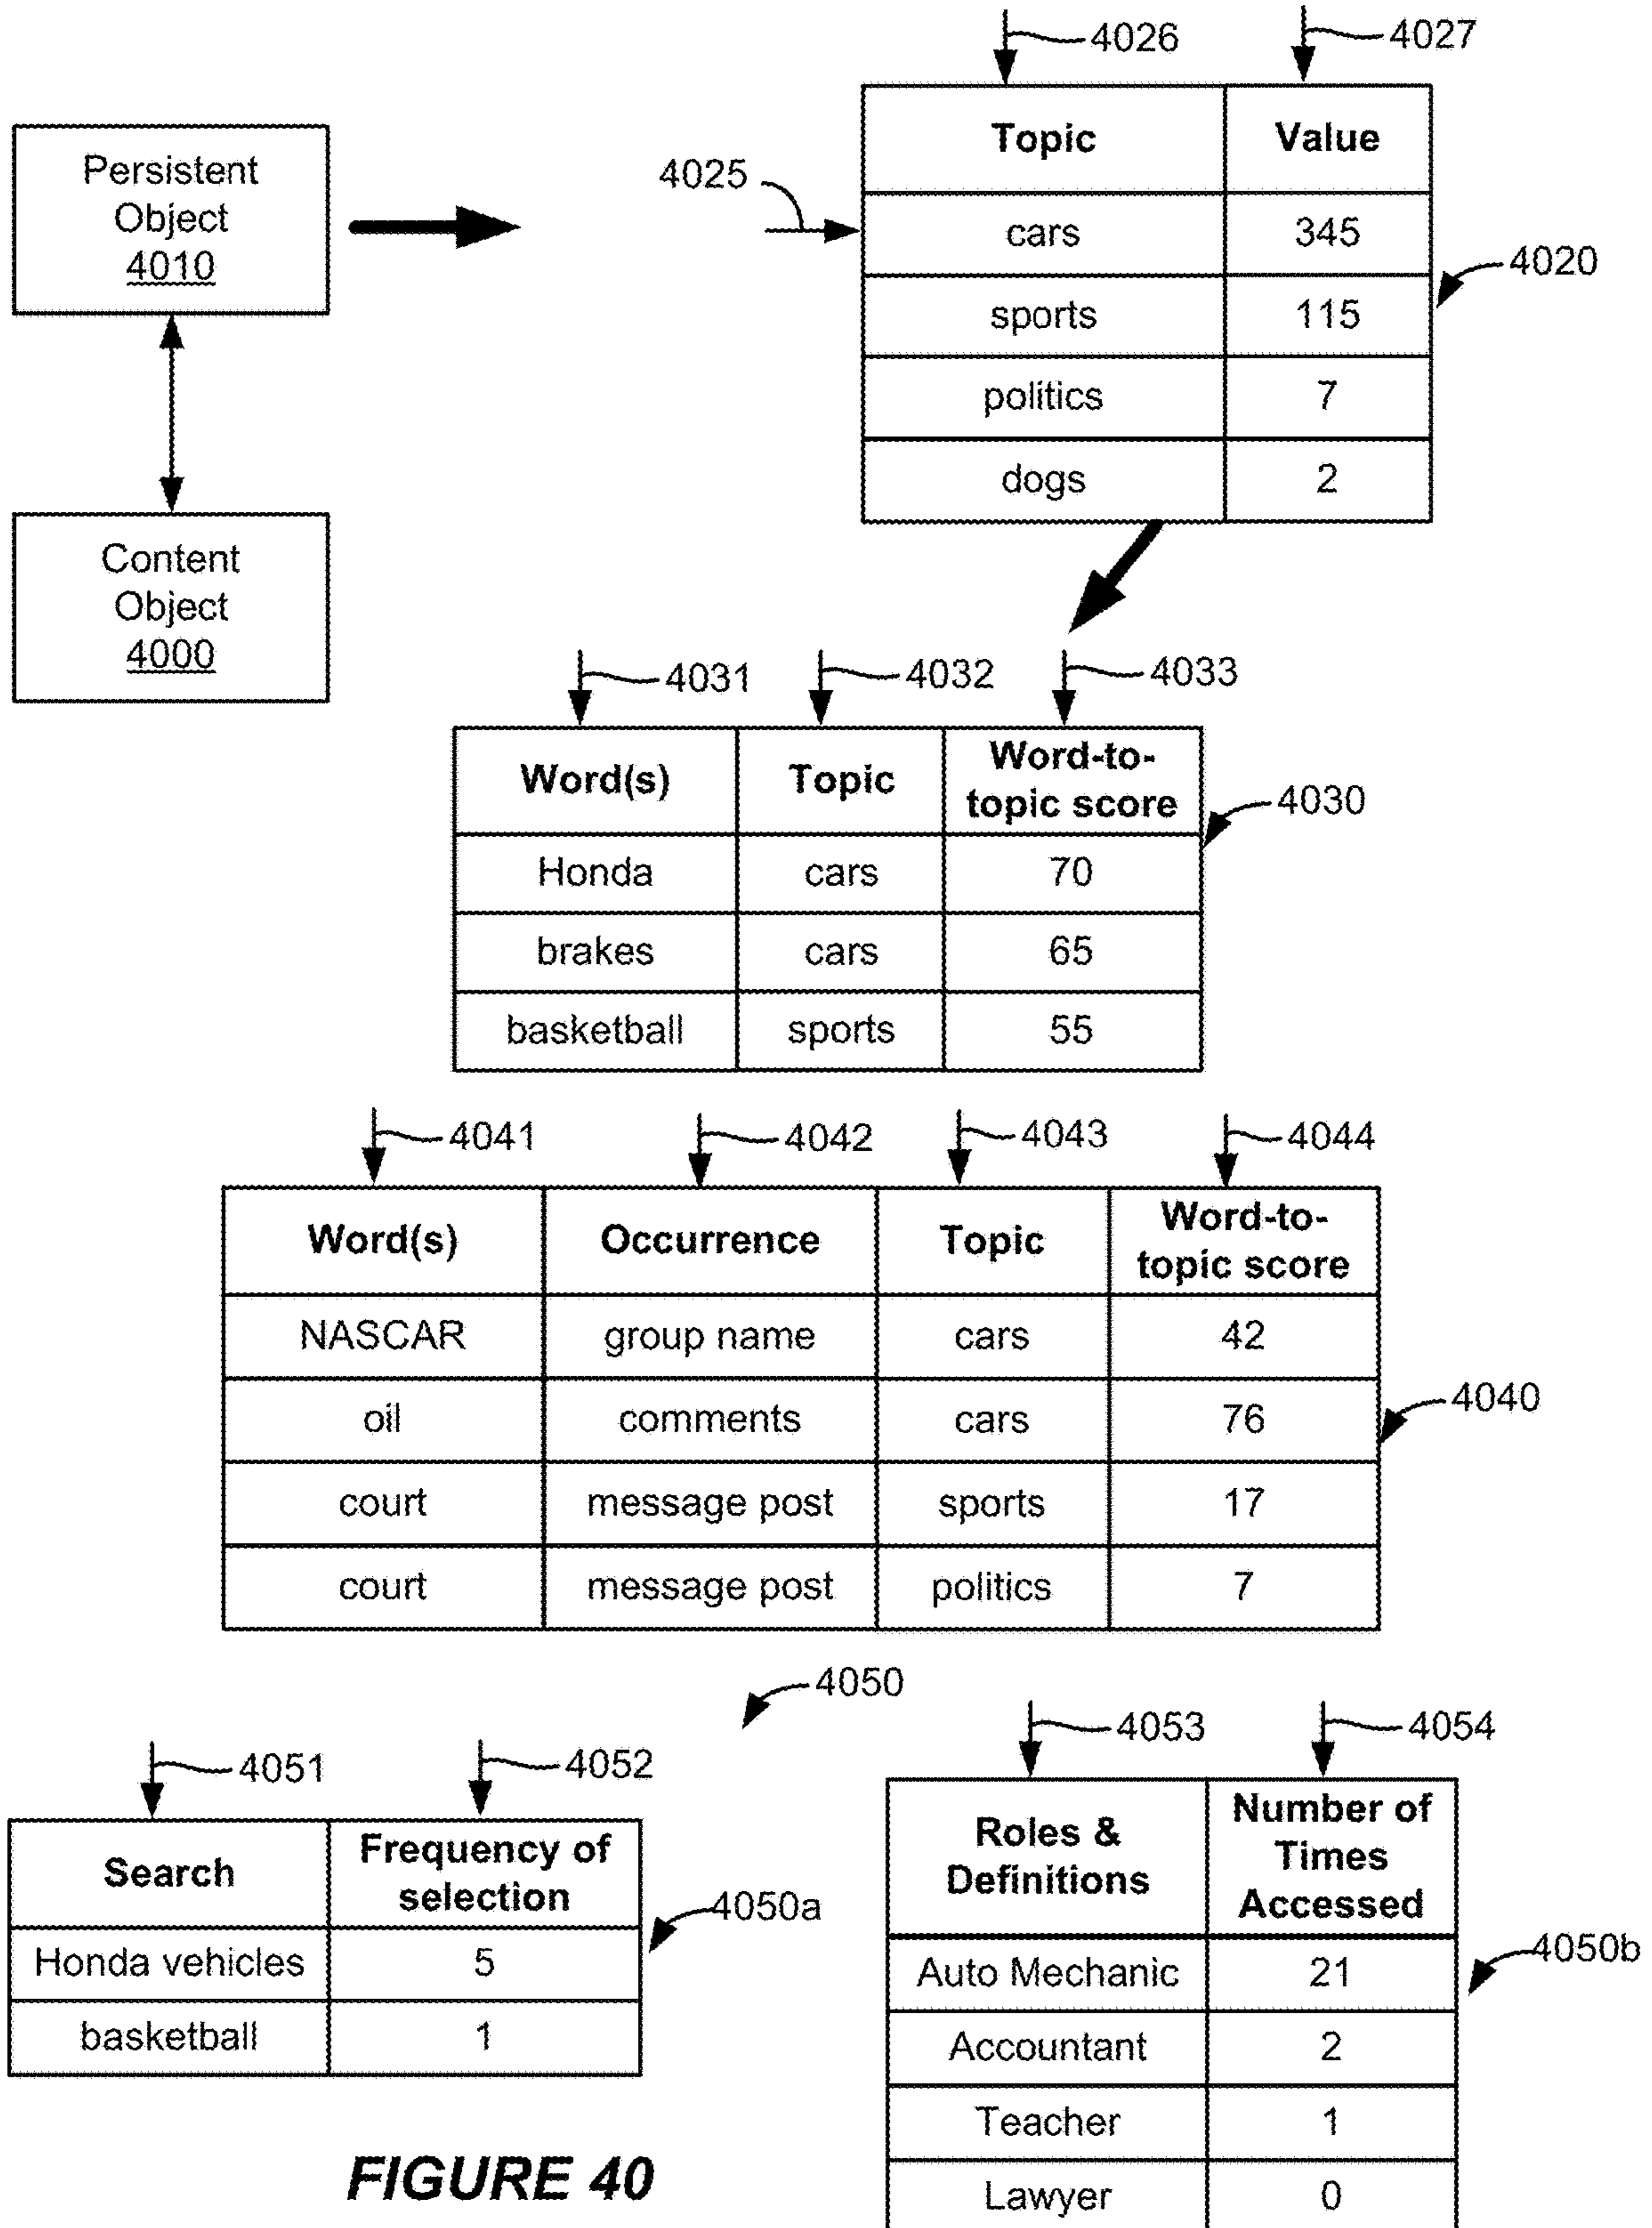 4026
4027
Persistent
Object
4010
4025
Topic Value
cars 345
sports 115
politics 7
dogs 2
4020
Content
Object
4000
4031
4032
4033
Word(s) Topic Word-to-
topic score
Honda cars 70
brakes cars 65
basketball sports 55
4030
4041
4042
4043
4044
Word(s) Occurrence Topic Word-to-
topic score
NASCAR group name cars 42
oil comments cars 76
court message post sports 17
court message post politics 7
4040
4050
4051
4052
Search Frequency of
selection
Honda vehicles 5
basketball 1
4050a
4053
4054
Roles &
Definitions
Number of
Times
Accessed
Auto Mechanic 21
Accountant 2
Teacher 1
Lawyer 0
4050b
FIGURE 40